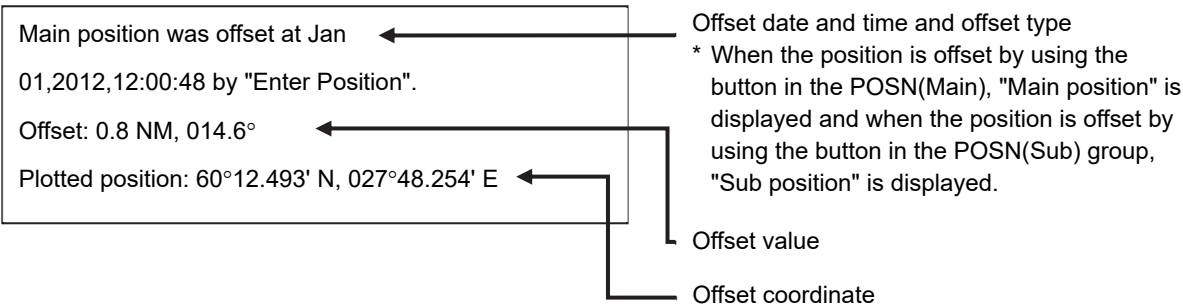 Main position was offset at Jan
01,2012,12:00:48 by "Enter Position".
Offset: 0.8 NM, 014.6°
Plotted position: 60°12.493' N, 027°48.254' E
Offset date and time and offset type
* When the position is offset by using the
button in the POSN(Main), "Main position" is
displayed and when the position is offset by
using the button in the POSN(Sub) group,
"Sub position" is displayed.
Offset value
Offset coordinate